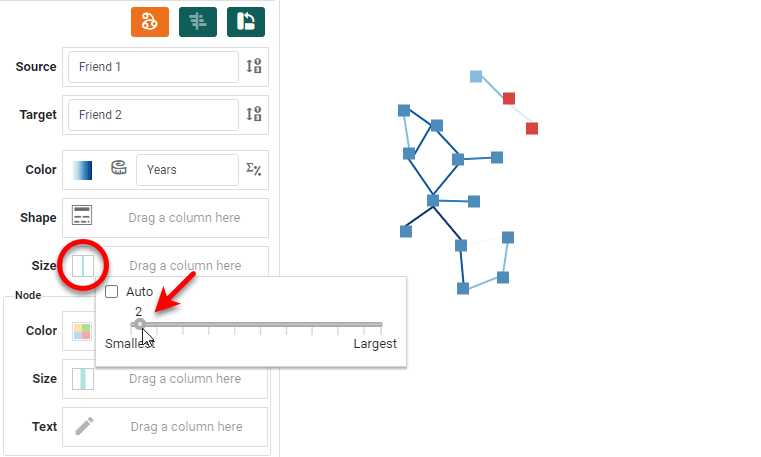 Source Friend 1
Target Friend 2
Color Years Σ%
Shape Drag a column here
Size Drag a column here
Node
Auto
2
Smallest Largest
Color
Size Drag a column here
Text Drag a column here